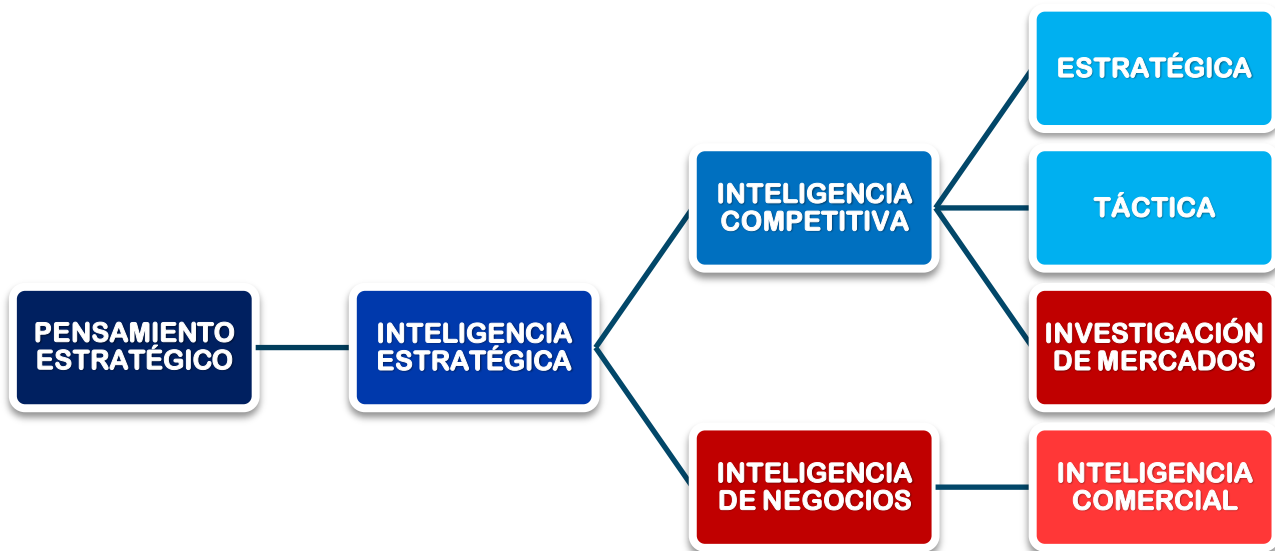 PENSAMIENTO
ESTRATÉGICO
INTELIGENCIA
ESTRATÉGICA
INTELIGENCIA
COMPETITIVA
ESTRATÉGICA
TÁCTICA
INVESTIGACIÓN
DE MERCADOS
INTELIGENCIA
DE NEGOCIOS
INTELIGENCIA
COMERCIAL